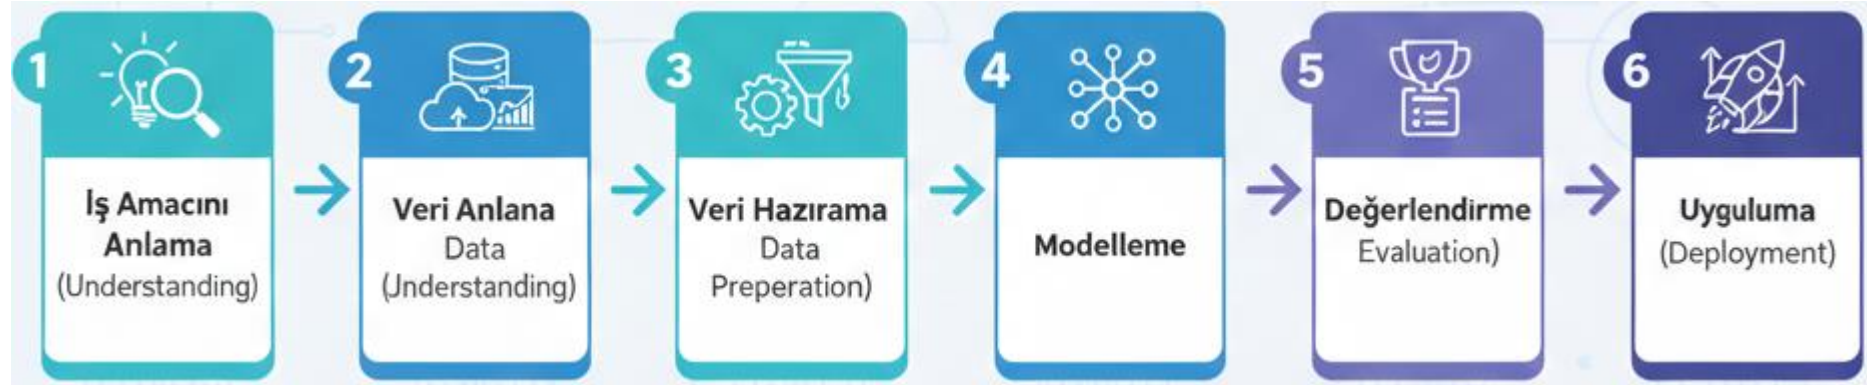 1
İş Amacını
Anlama
(Understanding)
2
Veri Anlana
Data
(Understanding)
3
Veri Hazırama
Data
Preperation)
4
Modelleme
5
Değerlendirme
Evaluation)
6
Uyguluma
(Deployment)